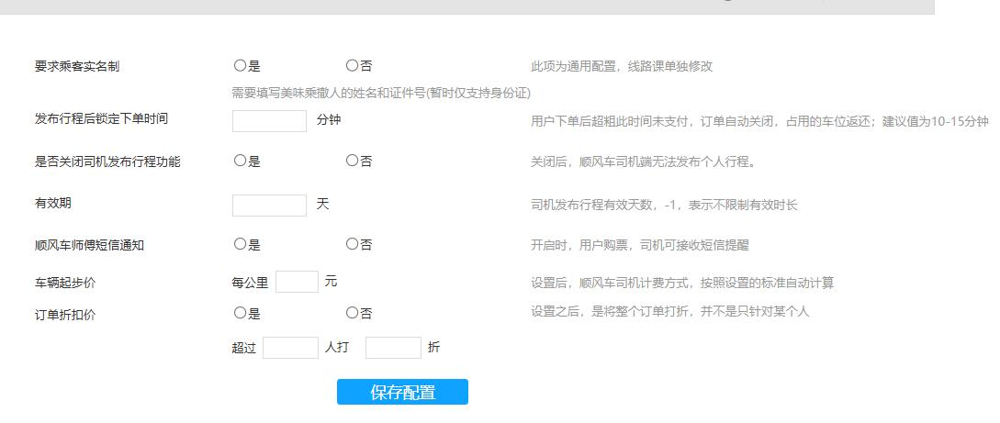 要求乘客实名制 是 否 此项为通用配置，线路课单独修改
需要填写美味乘撤人的姓名和证件号(暂时仅支持身份证)
发布行程后锁定下单时间 分钟 用户下单后超粗此时间未支付，订单自动关闭，占用的车位返还；建议值为10-15分钟
是否关闭司机发布行程功能 是 否 关闭后，顺风车司机端无法发布个人行程。
有效期 天 司机发布行程有效天数，-1，表示不限制有效时长
顺风车师傅短信通知 是 否 开启时，用户购票，司机可接收短信提醒
车辆起步价 每公里 元 设置后，顺风车司机计费方式，按照设置的标准自动计算
订单折扣价 是 否 设置之后，是将整个订单打折，并不是只针对某个人
超过 人打 折
保存配置